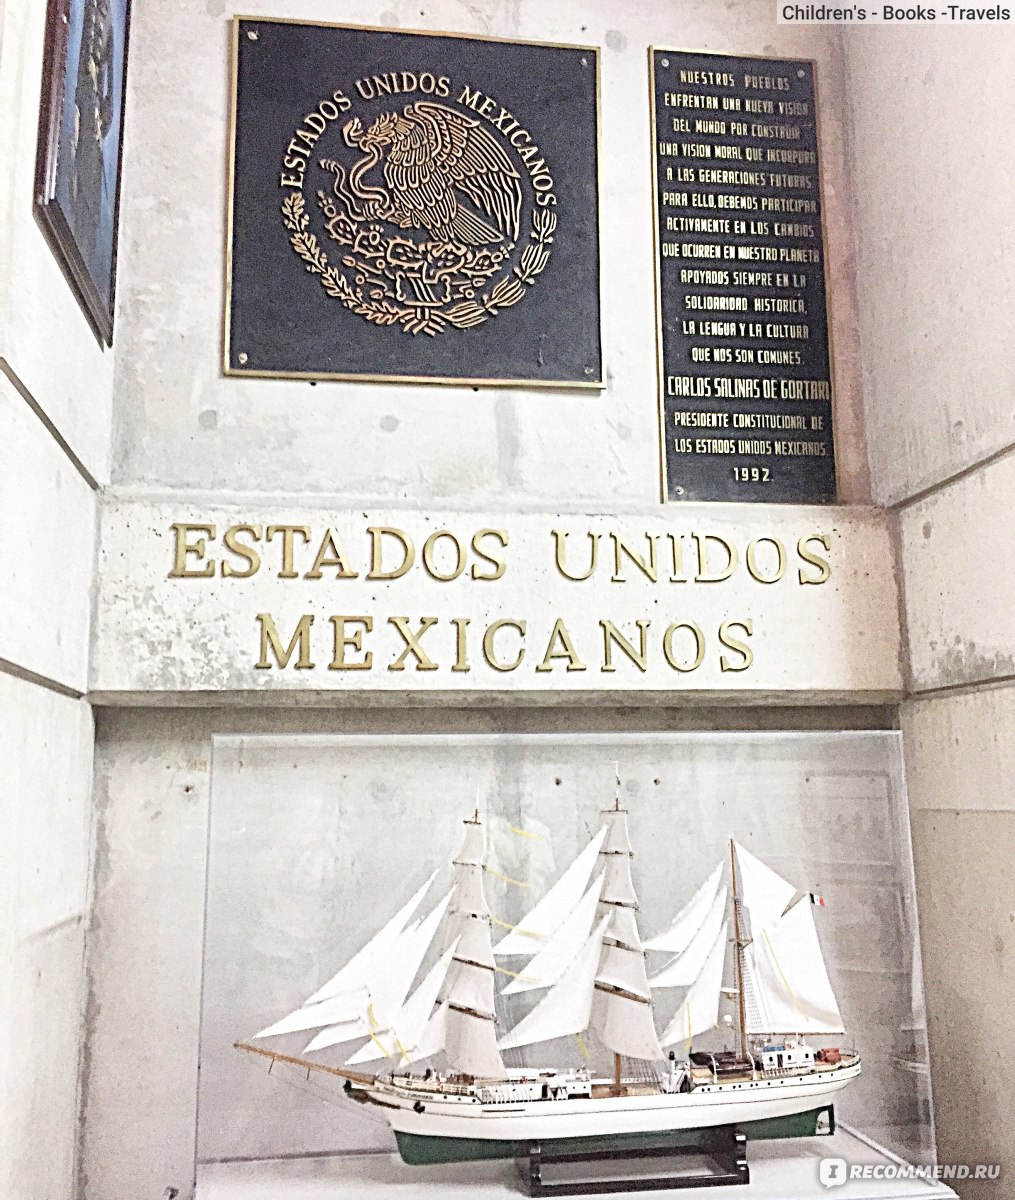 Children's - Books -Travels
ESTADOS UNIDOS MEXICANOS
NUESTROS PUEBLOS
ENFRENTAN UNA NUEVA VISION
DEL MUNDO POR CONSTRUIR
UNA VISION MORAL QUE INCORPORA
A LAS GENERACIONES FUTURAS.
PARA ELLO, DEBEMOS PARTICIPAR
ACTIVAMENTE EN LOS CAMBIOS
QUE OCURREN EN NUESTRO PLANETA
APOYADOS SIEMPRE EN LA
SOLIDARIDAD HISTORICA,
LA LENGUA Y LA CULTURA
QUE NOS SON COMUNES.
CARLOS SALINAS DE GORTARI
PRESIDENTE CONSTITUCIONAL DE
LOS ESTADOS UNIDOS MEXICANOS.
1992.
ESTADOS UNIDOS
MEXICANOS
IRECOMMEND.RU